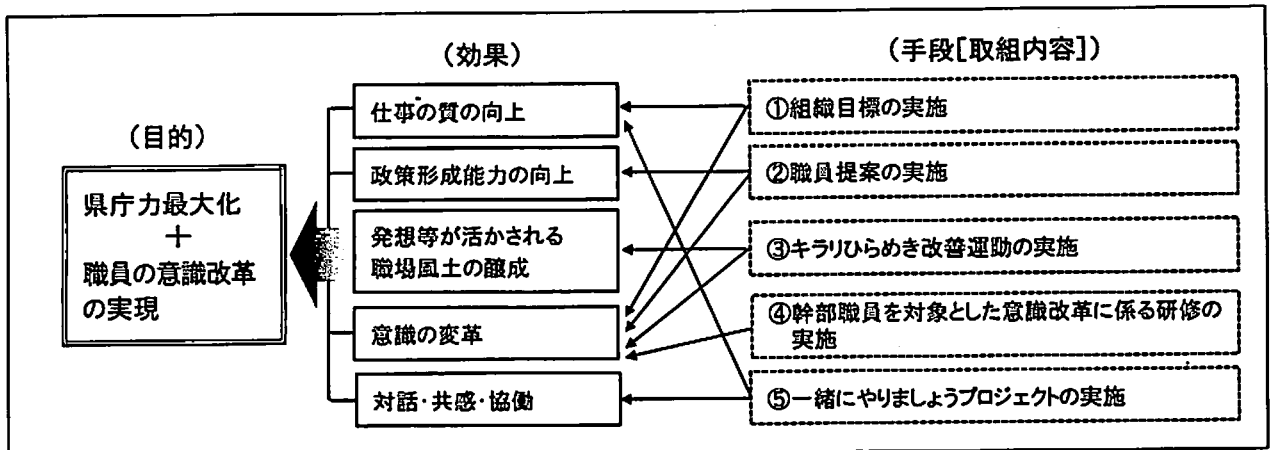 (目的)
県庁力最大化
+
職員の意識改革
の実現
(効果)
仕事の質の向上
政策形成能力の向上
発想等が活かされる
職場風土の醸成
意識の変革
対話・共感・協働
(手段[取組内容])
①組織目標の実施
②職員提案の実施
③キラリひらめき改善運動の実施
④幹部職員を対象とした意識改革に係る研修の
実施
⑤一緒にやりましょうプロジェクトの実施